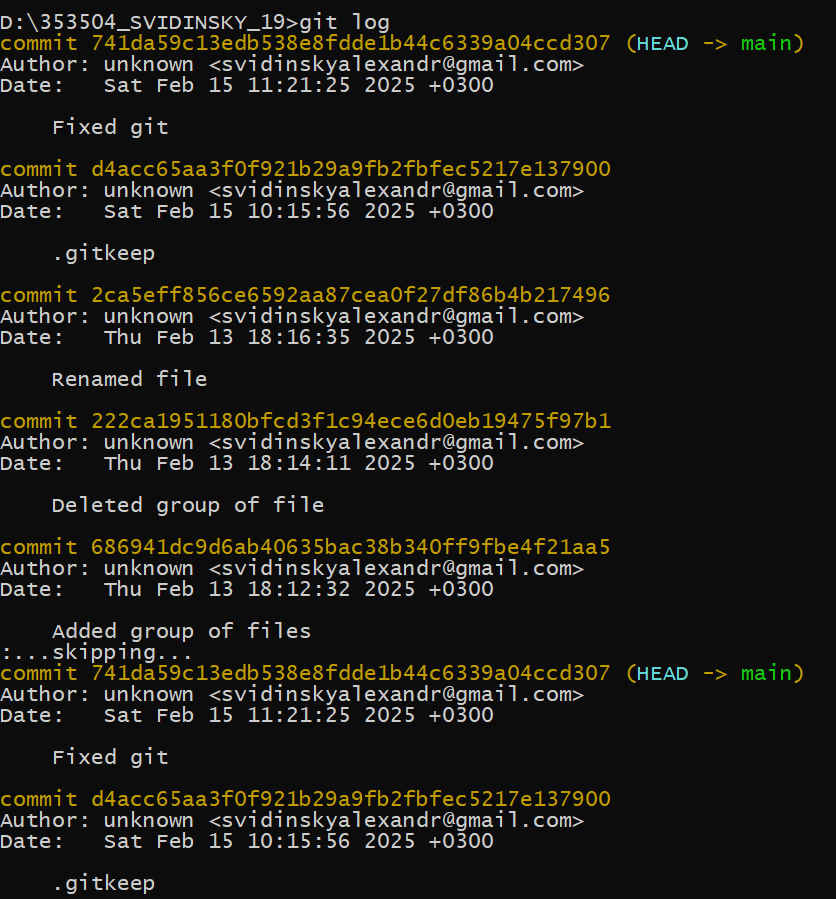 D:\353504_SVIDINSKY_19>git log
commit 741da59c13edb538e8fdde1b44c6339a04ccd307 (HEAD -> main)
Author: unknown <svidinskyalexandr@gmail.com>
Date:   Sat Feb 15 11:21:25 2025 +0300
    Fixed git
commit d4acc65aa3f0f921b29a9fb2fbfec5217e137900
Author: unknown <svidinskyalexandr@gmail.com>
Date:   Sat Feb 15 10:15:56 2025 +0300
    .gitkeep
commit 2ca5eff856ce6592aa87cea0f27df86b4b217496
Author: unknown <svidinskyalexandr@gmail.com>
Date:   Thu Feb 13 18:16:35 2025 +0300
    Renamed file
commit 222ca1951180bfcd3f1c94ece6d0eb19475f97b1
Author: unknown <svidinskyalexandr@gmail.com>
Date:   Thu Feb 13 18:14:11 2025 +0300
    Deleted group of file
commit 686941dc9d6ab40635bac38b340ff9fbe4f21aa5
Author: unknown <svidinskyalexandr@gmail.com>
Date:   Thu Feb 13 18:12:32 2025 +0300
    Added group of files
:...skipping...
commit 741da59c13edb538e8fdde1b44c6339a04ccd307 (HEAD -> main)
Author: unknown <svidinskyalexandr@gmail.com>
Date:   Sat Feb 15 11:21:25 2025 +0300
    Fixed git
commit d4acc65aa3f0f921b29a9fb2fbfec5217e137900
Author: unknown <svidinskyalexandr@gmail.com>
Date:   Sat Feb 15 10:15:56 2025 +0300
    .gitkeep